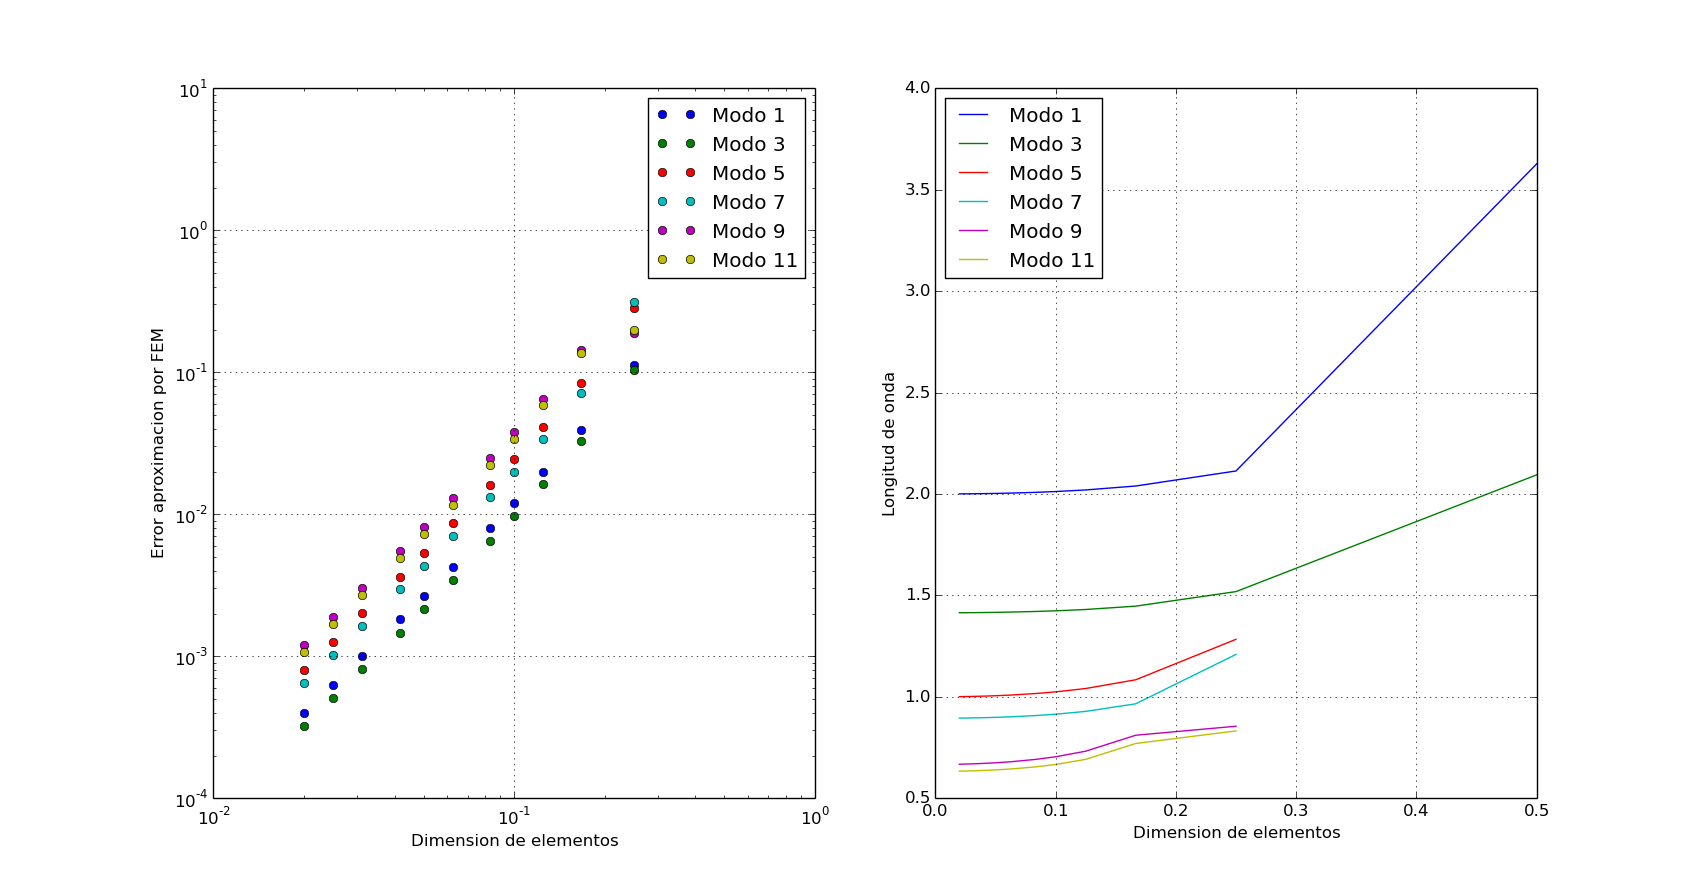 10^1
10^0
10^-1
10^-2
10^-3
10^-4
Error aproximacion por FEM
Modo 1
Modo 3
Modo 5
Modo 7
Modo 9
Modo 11
10^-2
10^-1
10^0
Dimension de elementos
4.0
3.5
3.0
2.5
2.0
1.5
1.0
0.5
Longitud de onda
Modo 1
Modo 3
Modo 5
Modo 7
Modo 9
Modo 11
0.0
0.1
0.2
0.3
0.4
0.5
Dimension de elementos